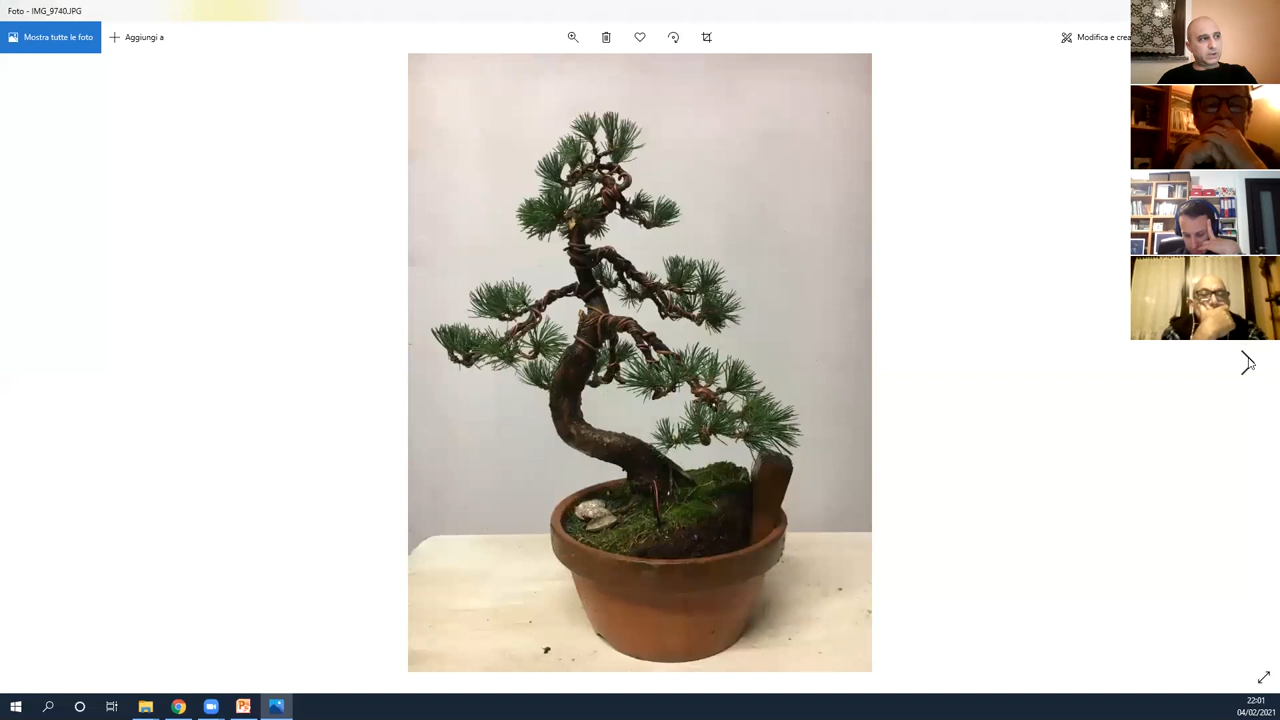 Foto - IMG_9740.JPG
Mostra tutte le foto
Aggiungi a
Modifica e crea
22:01
04/02/2021